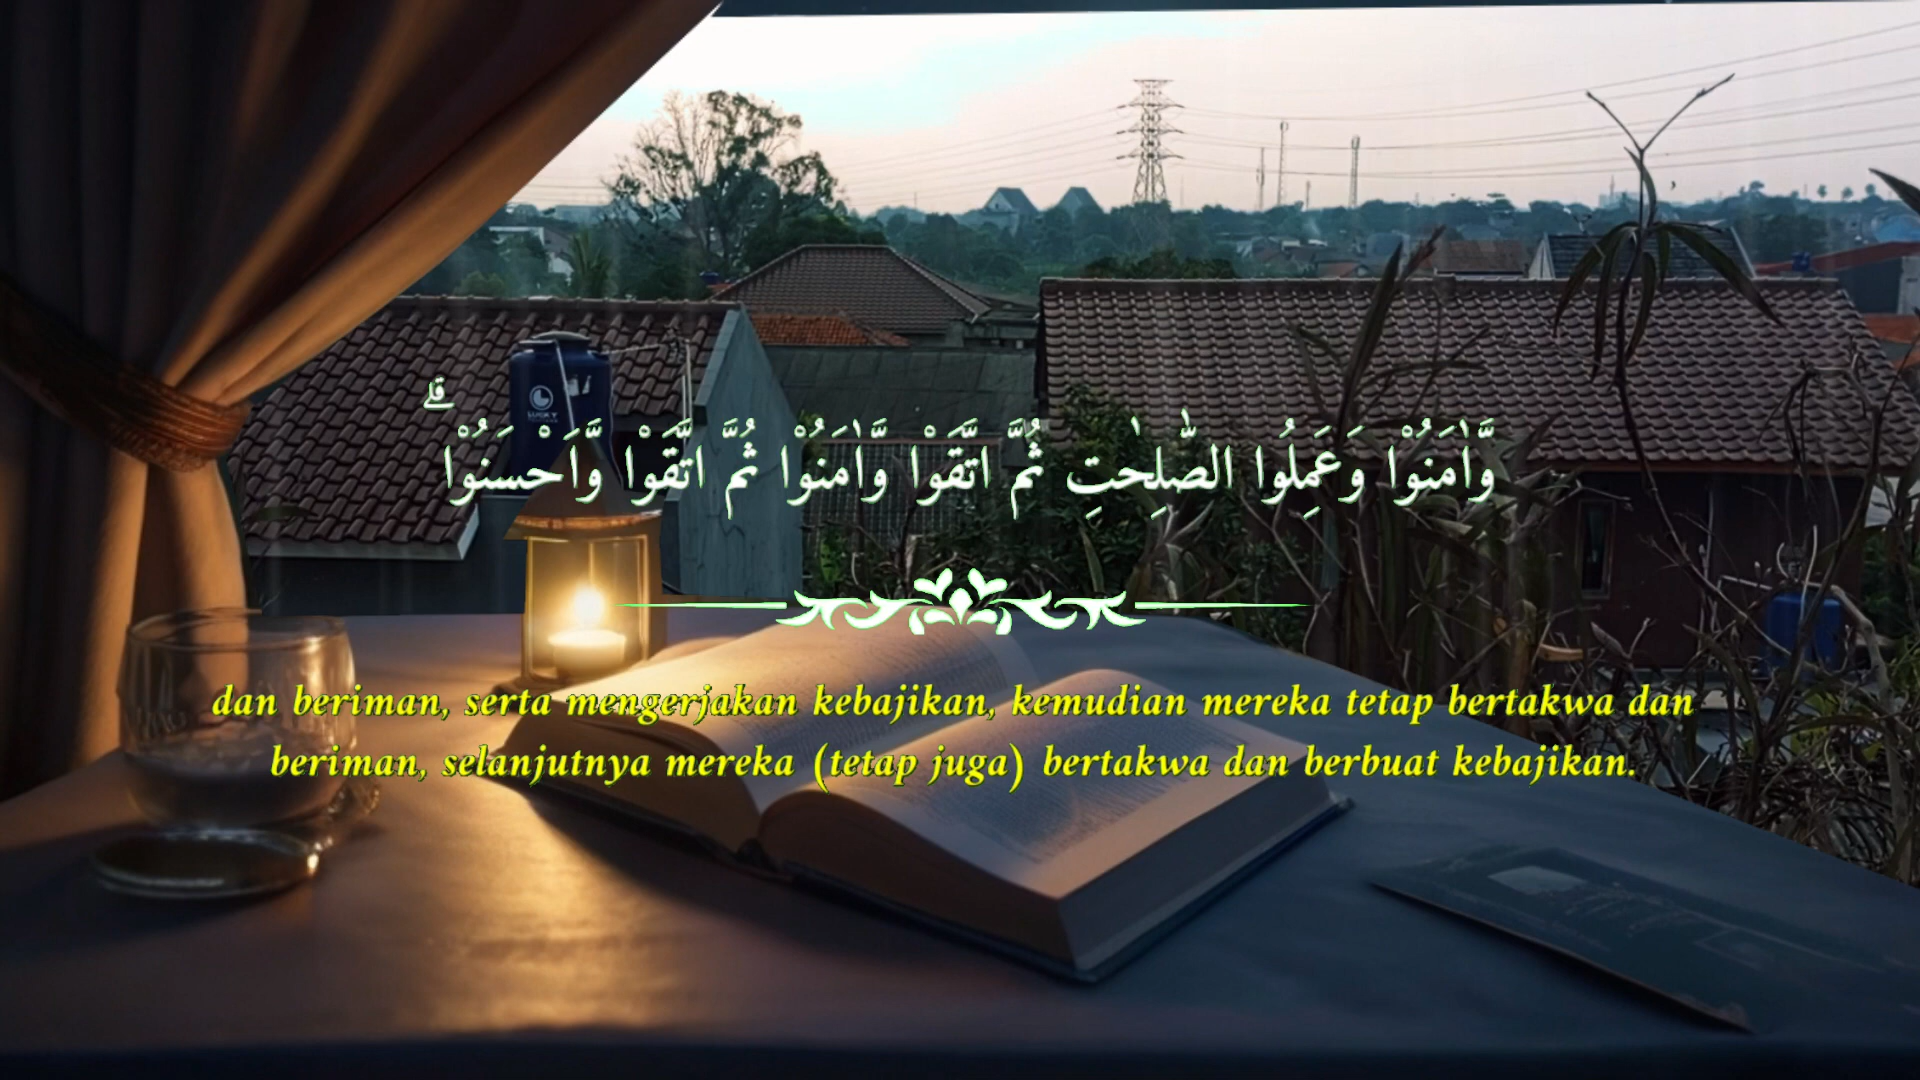 LUCKY
وَّاٰمَنُوْا وَعَمِلُوا الصّٰلِحٰتِ ثُمَّ اتَّقَوْا وَّاٰمَنُوْا ثُمَّ اتَّقَوْا وَّاَحْسَنُوْا ۗ
dan beriman, serta mengerjakan kebajikan, kemudian mereka tetap bertakwa dan
beriman, selanjutnya mereka (tetap juga) bertakwa dan berbuat kebajikan.